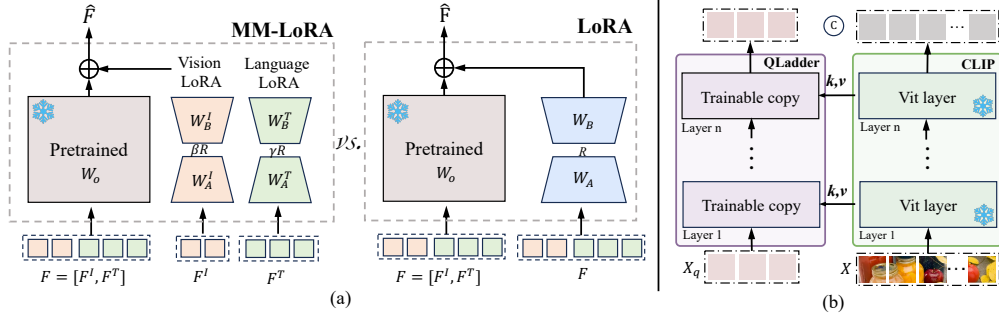 F̂
MM-LoRA
Vision LoRA
Language LoRA
Pretrained
W_o
W_B^I
βR
W_A^I
W_B^T
γR
W_A^T
F = [F^I, F^T]
F^I
F^T
vs.
F̂
LoRA
Pretrained
W_o
W_B
R
W_A
F = [F^I, F^T]
F
(a)
C
QLadder
CLIP
Trainable copy
k,v
Vit layer
Layer n
Layer n
...
...
Trainable copy
k,v
Vit layer
Layer 1
Layer 1
X_q
X
(b)